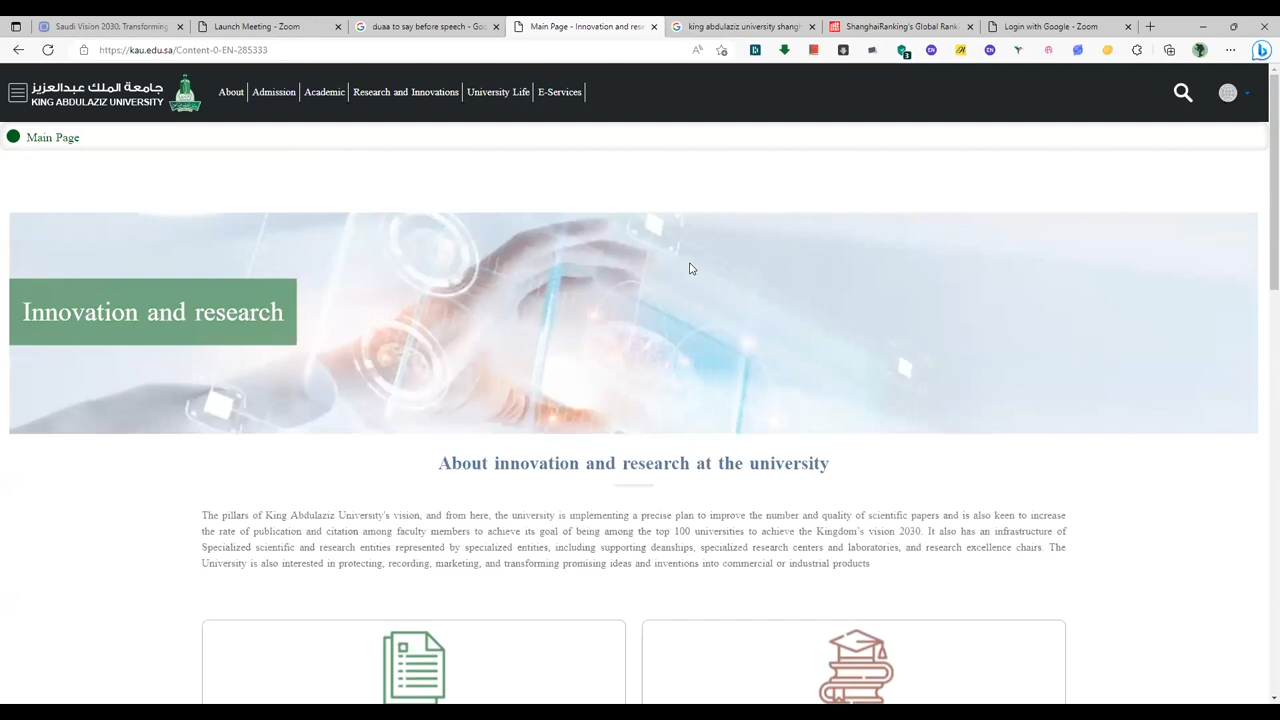 Saudi Vision 2030: Transforming
Launch Meeting - Zoom
duaa to say before speech - Goo
Main Page - Innovation and rese
king abdulaziz university shangh
ShanghaiRanking's Global Ranki
Login with Google - Zoom
https://kau.edu.sa/Content-0-EN-285333
جامعة الملك عبدالعزيز
KING ABDULAZIZ UNIVERSITY
About
Admission
Academic
Research and Innovations
University Life
E-Services
Main Page
Innovation and research
About innovation and research at the university
The pillars of King Abdulaziz University's vision, and from here, the university is implementing a precise plan to improve the number and quality of scientific papers and is also keen to increase
the rate of publication and citation among faculty members to achieve its goal of being among the top 100 universities to achieve the Kingdom's vision 2030. It also has an infrastructure of
Specialized scientific and research entities represented by specialized entities, including supporting deanships, specialized research centers and laboratories, and research excellence chairs. The
University is also interested in protecting, recording, marketing, and transforming promising ideas and inventions into commercial or industrial products